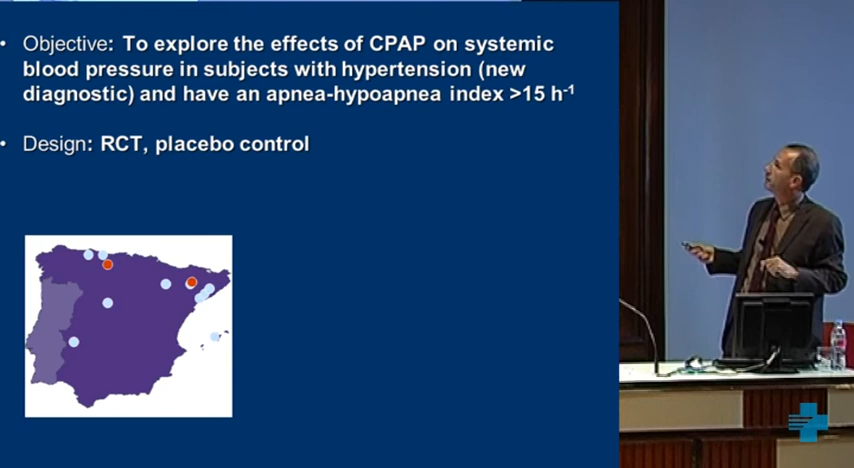 • Objective: To explore the effects of CPAP on systemic
blood pressure in subjects with hypertension (new
diagnostic) and have an apnea-hypoapnea index >15 h-1
• Design: RCT, placebo control